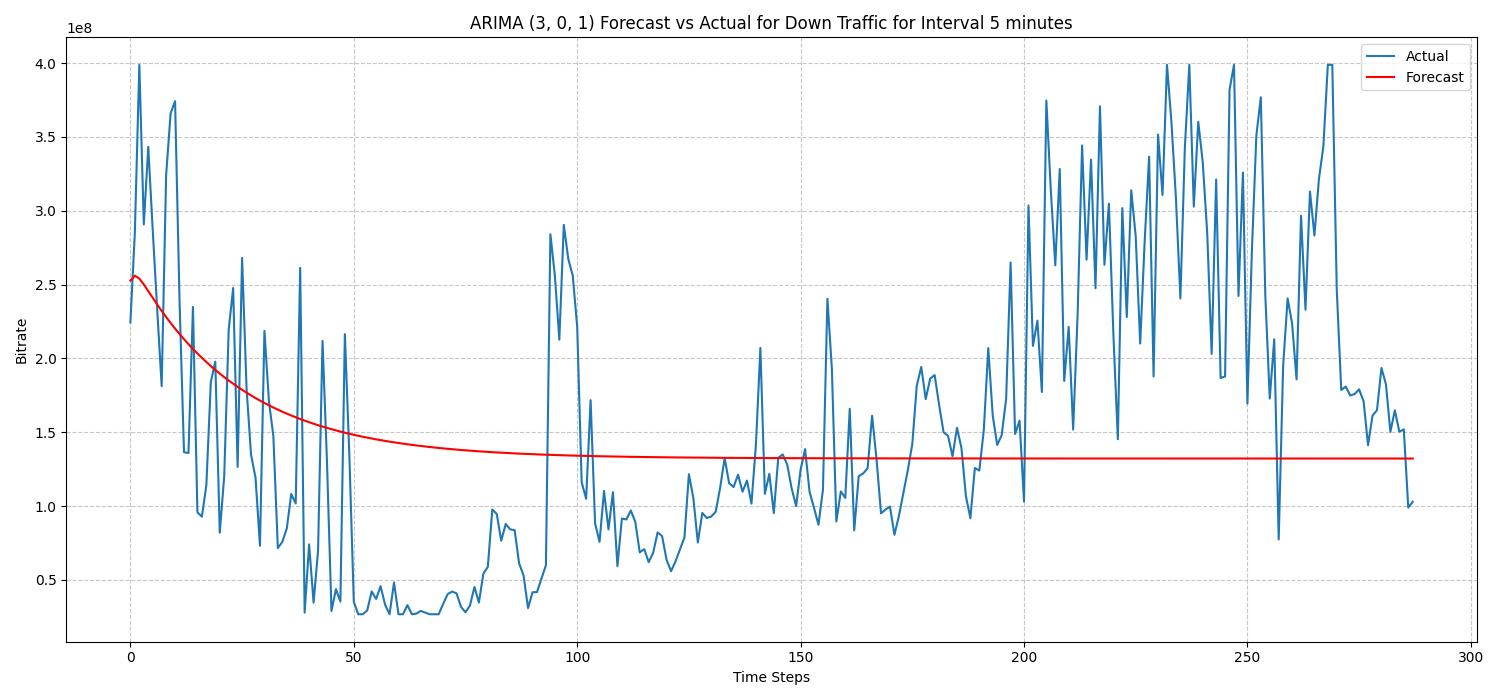 ARIMA (3, 0, 1) Forecast vs Actual for Down Traffic for Interval 5 minutes
1e8
Actual
Forecast
4.0
3.5
3.0
2.5
2.0
1.5
1.0
0.5
Bitrate
0 50 100 150 200 250 300
Time Steps